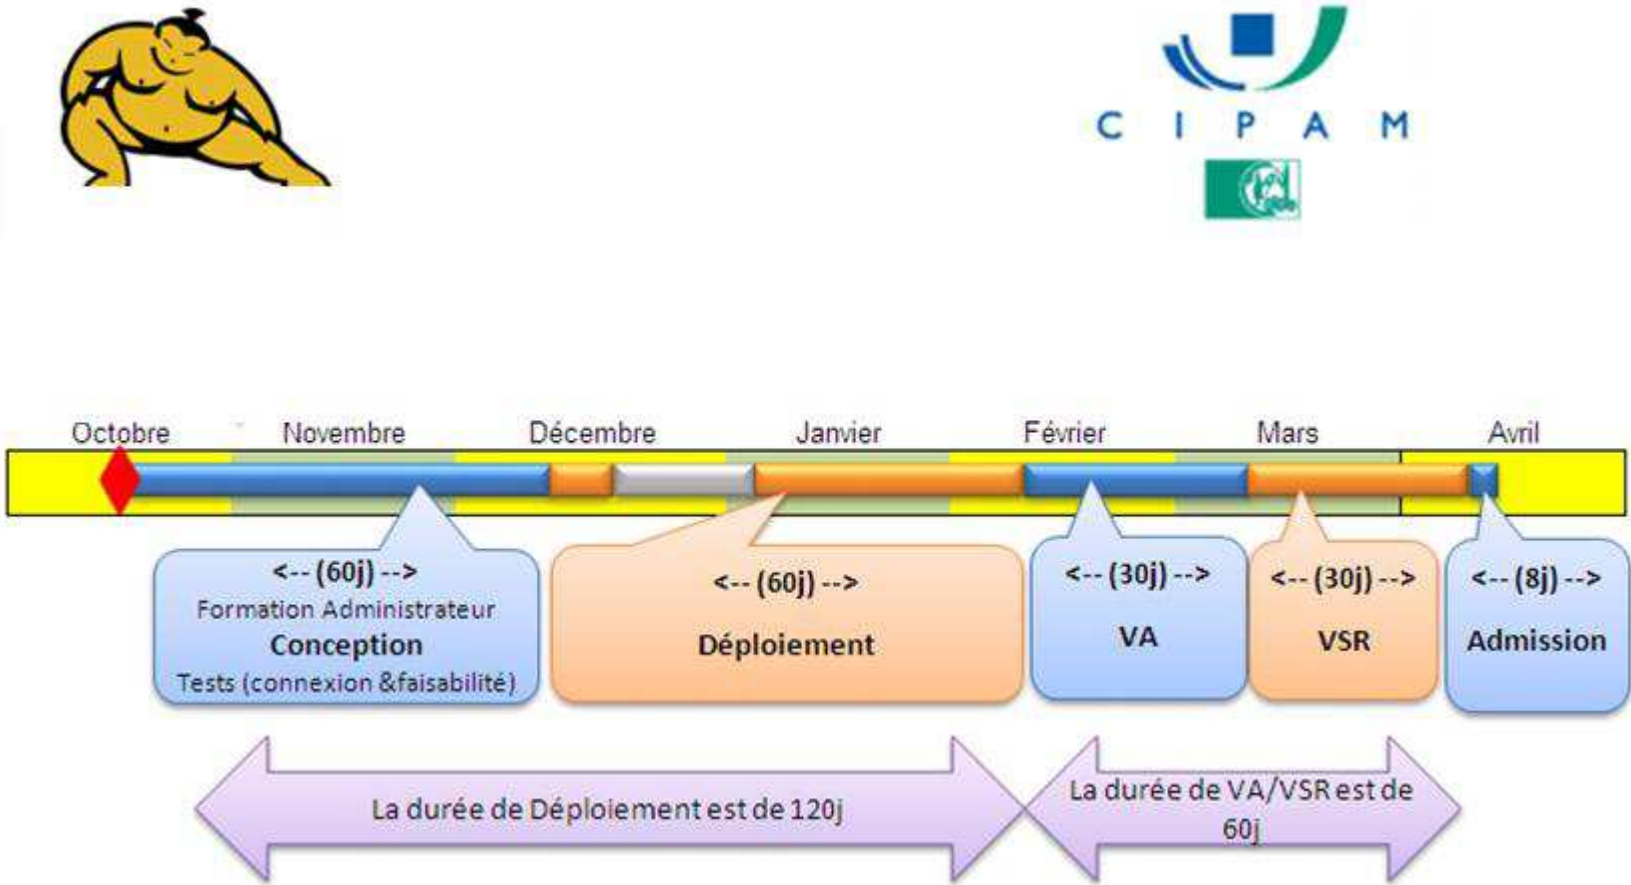 C I P A M
Octobre Novembre Décembre Janvier Février Mars Avril
<-- (60j) -->
Formation Administrateur
Conception
Tests (connexion &faisabilité)
<-- (60j) -->
Déploiement
<-- (30j) -->
VA
<-- (30j) -->
VSR
<-- (8j) -->
Admission
La durée de Déploiement est de 120j
La durée de VA/VSR est de
60j